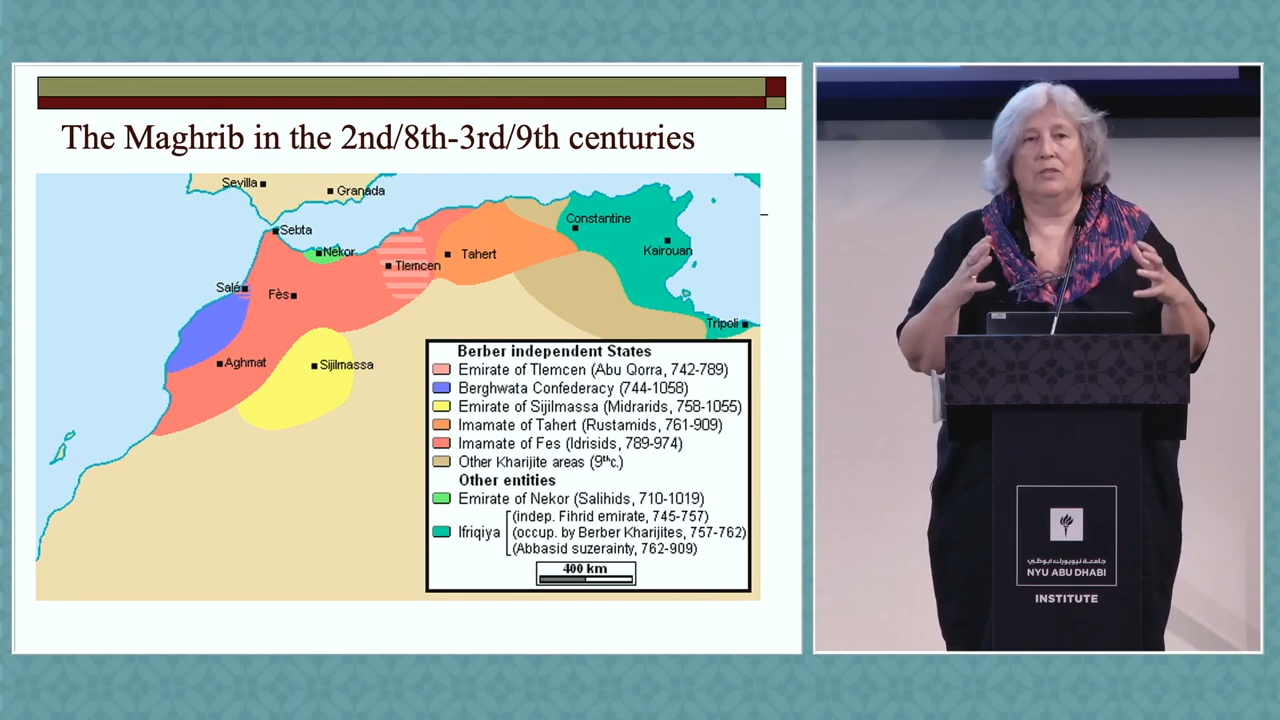 The Maghrib in the 2nd/8th-3rd/9th centuries
Sevilla
Granada
Sebta
Nekor
Constantine
Kairouan
Tlemcen
Tahert
Salé
Fès
Tripoli
Aghmat
Sijilmassa
Berber independent States
Emirate of Tlemcen (Abu Qorra, 742-789)
Berghwata Confederacy (744-1058)
Emirate of Sijilmassa (Midrarids, 758-1055)
Imamate of Tahert (Rustamids, 761-909)
Imamate of Fes (Idrisids, 789-974)
Other Kharijite areas (9thc.)
Other entities
Emirate of Nekor (Salihids, 710-1019)
Ifriqiya
(indep. Fihrid emirate, 745-757)
(occup. by Berber Kharijites, 757-762)
(Abbasid suzerainty, 762-909)
400 km
جامعة نيويورك أبوظبي
NYU ABU DHABI
INSTITUTE